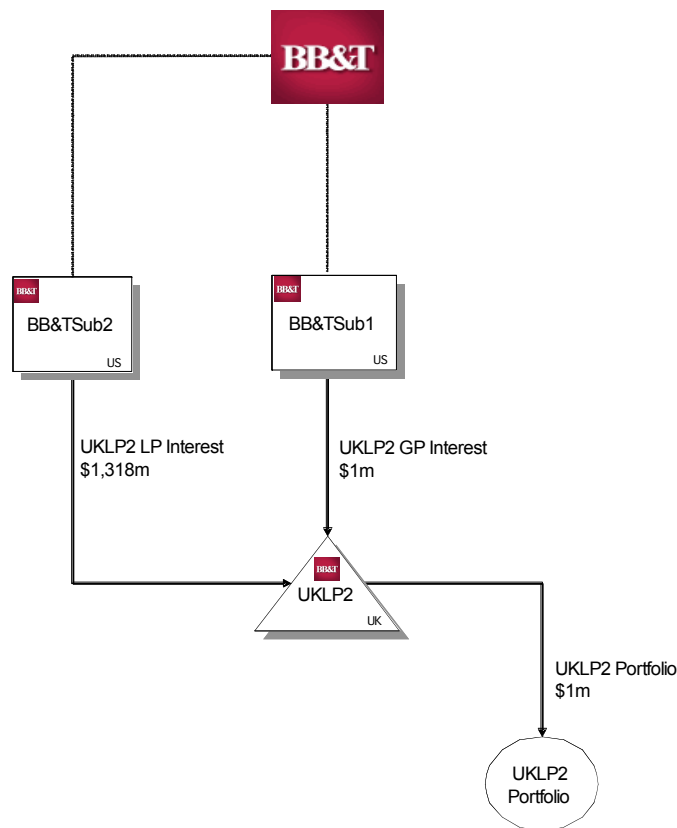 BB&T
BB&T
BB&TSub2
US
BB&T
BB&TSub1
US
UKLP2 LP Interest
$1,318m
UKLP2 GP Interest
$1m
BB&T
UKLP2
UK
UKLP2 Portfolio
$1m
UKLP2
Portfolio